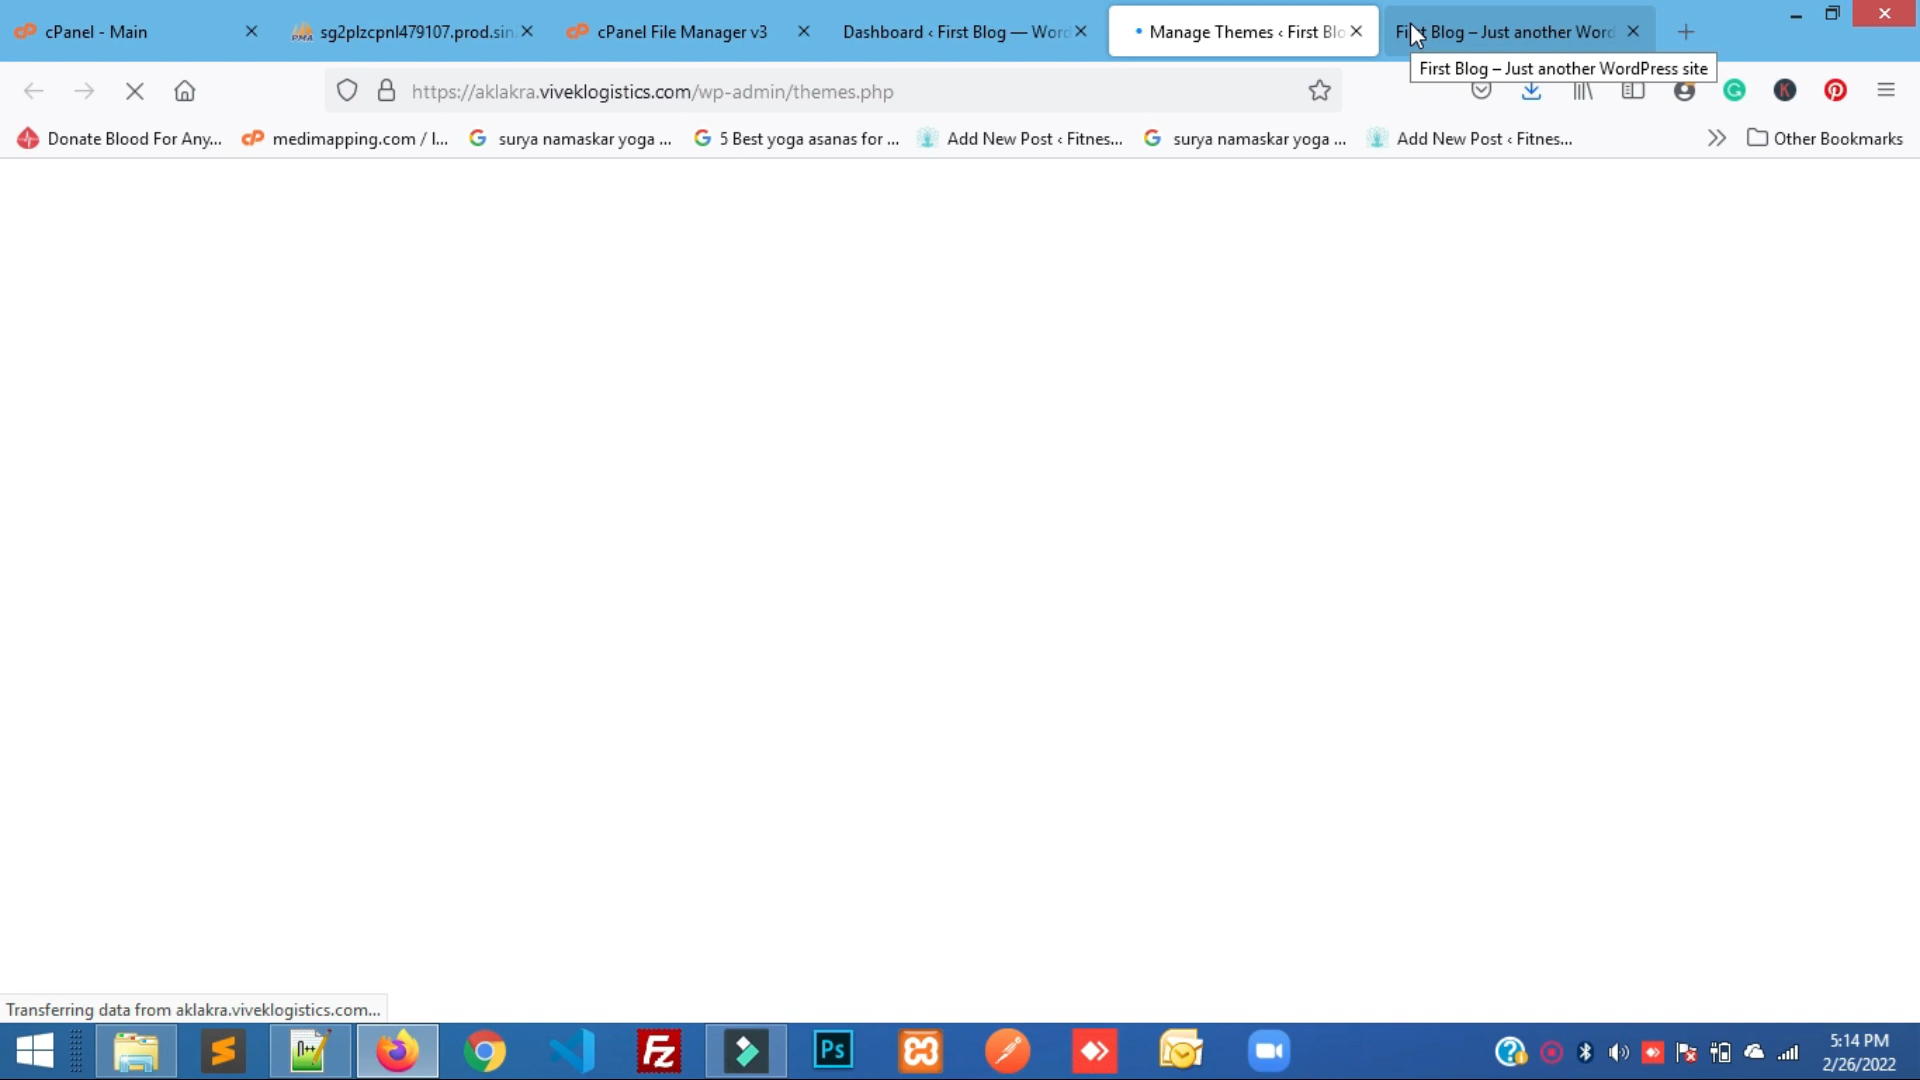 cPanel - Main
sg2plzcpnl479107.prod.sin.
cPanel File Manager v3
Dashboard ‹ First Blog — Word
Manage Themes ‹ First Blo
First Blog – Just another Word
First Blog – Just another WordPress site
https://aklakra.viveklogistics.com/wp-admin/themes.php
Donate Blood For Any...
medimapping.com / l...
surya namaskar yoga ...
5 Best yoga asanas for ...
Add New Post ‹ Fitnes...
surya namaskar yoga ...
Add New Post ‹ Fitnes...
Other Bookmarks
Transferring data from aklakra.viveklogistics.com...
5:14 PM
2/26/2022